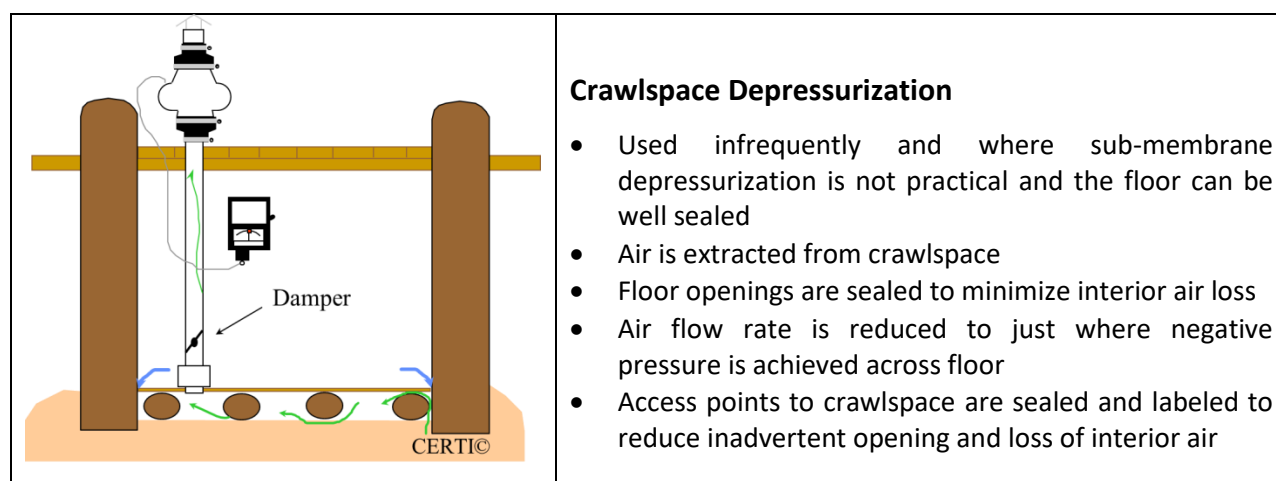 Damper
CERTI©
Crawlspace Depressurization
• Used infrequently and where sub-membrane
depressurization is not practical and the floor can be
well sealed
• Air is extracted from crawlspace
• Floor openings are sealed to minimize interior air loss
• Air flow rate is reduced to just where negative
pressure is achieved across floor
• Access points to crawlspace are sealed and labeled to
reduce inadvertent opening and loss of interior air